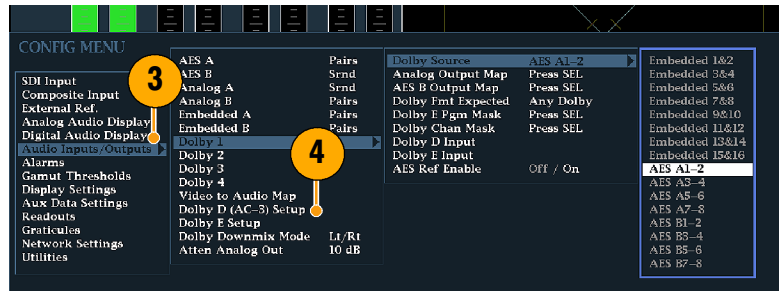 CONFIG MENU
3
4
SDI Input
Composite Input
External Ref.
Analog Audio Display
Digital Audio Display
Audio Inputs/Outputs
Alarms
Gamut Thresholds
Display Settings
Aux Data Settings
Readouts
Graticules
Network Settings
Utilities
AES A Pairs
AES B Srnd
Analog A Srnd
Analog B Pairs
Embedded A Pairs
Embedded B Pairs
Dolby 1
Dolby 2
Dolby 3
Dolby 4
Video to Audio Map
Dolby D (AC-3) Setup
Dolby E Setup
Dolby Downmix Mode Lt/Rt
Atten Analog Out 10 dB
Dolby Source AES A1-2
Analog Output Map Press SEL
AES B Output Map Press SEL
Dolby Fmt Expected Any Dolby
Dolby E Pgm Mask Press SEL
Dolby Chan Mask Press SEL
Dolby D Input
Dolby E Input
AES Ref Enable Off / On
Embedded 1&2
Embedded 3&4
Embedded 5&6
Embedded 7&8
Embedded 9&10
Embedded 11&12
Embedded 13&14
Embedded 15&16
AES A1-2
AES A3-4
AES A5-6
AES A7-8
AES B1-2
AES B3-4
AES B5-6
AES B7-8